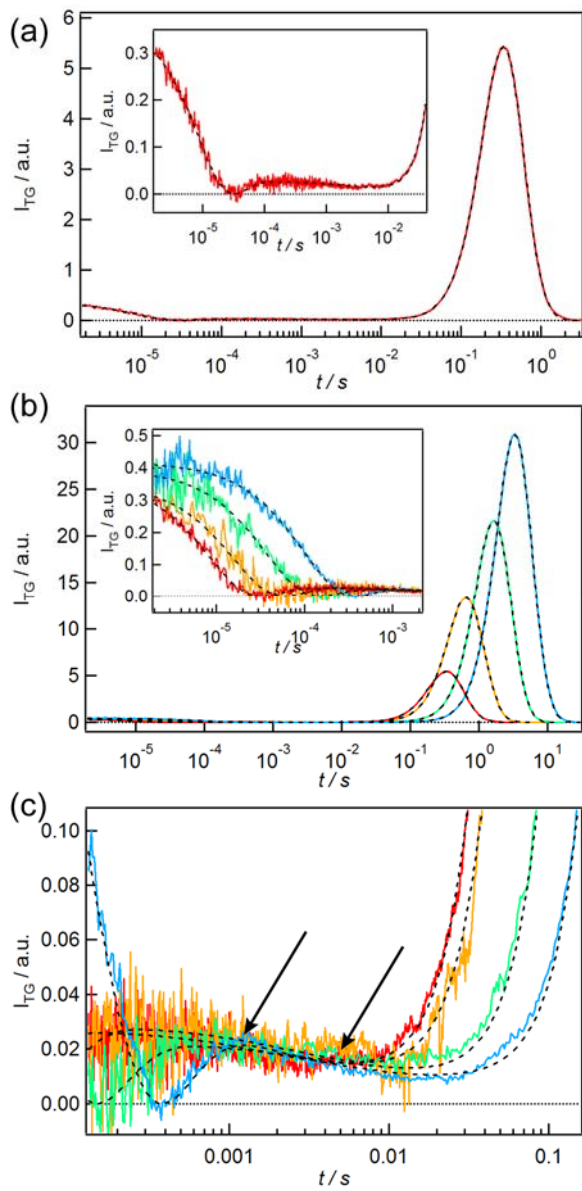 (a)
I_TG / a.u.
6
5
4
3
2
1
0
I_TG / a.u.
0.3
0.2
0.1
0.0
10^-5 10^-4 10^-3 10^-2
t / s
10^-5 10^-4 10^-3 10^-2 10^-1 10^0
t / s
(b)
I_TG / a.u.
30
25
20
15
10
5
0
I_TG / a.u.
0.5
0.4
0.3
0.2
0.1
0.0
10^-5 10^-4 10^-3
t / s
10^-5 10^-4 10^-3 10^-2 10^-1 10^0 10^1
t / s
(c)
I_TG / a.u.
0.10
0.08
0.06
0.04
0.02
0.00
0.001 0.01 0.1
t / s